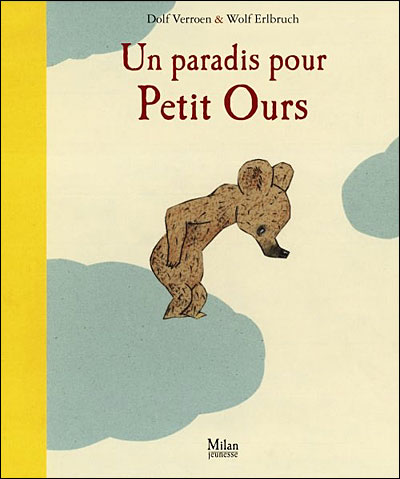 Dolf Verroen & Wolf Erlbruch
Un paradis pour
Petit Ours
Milan
jeunesse